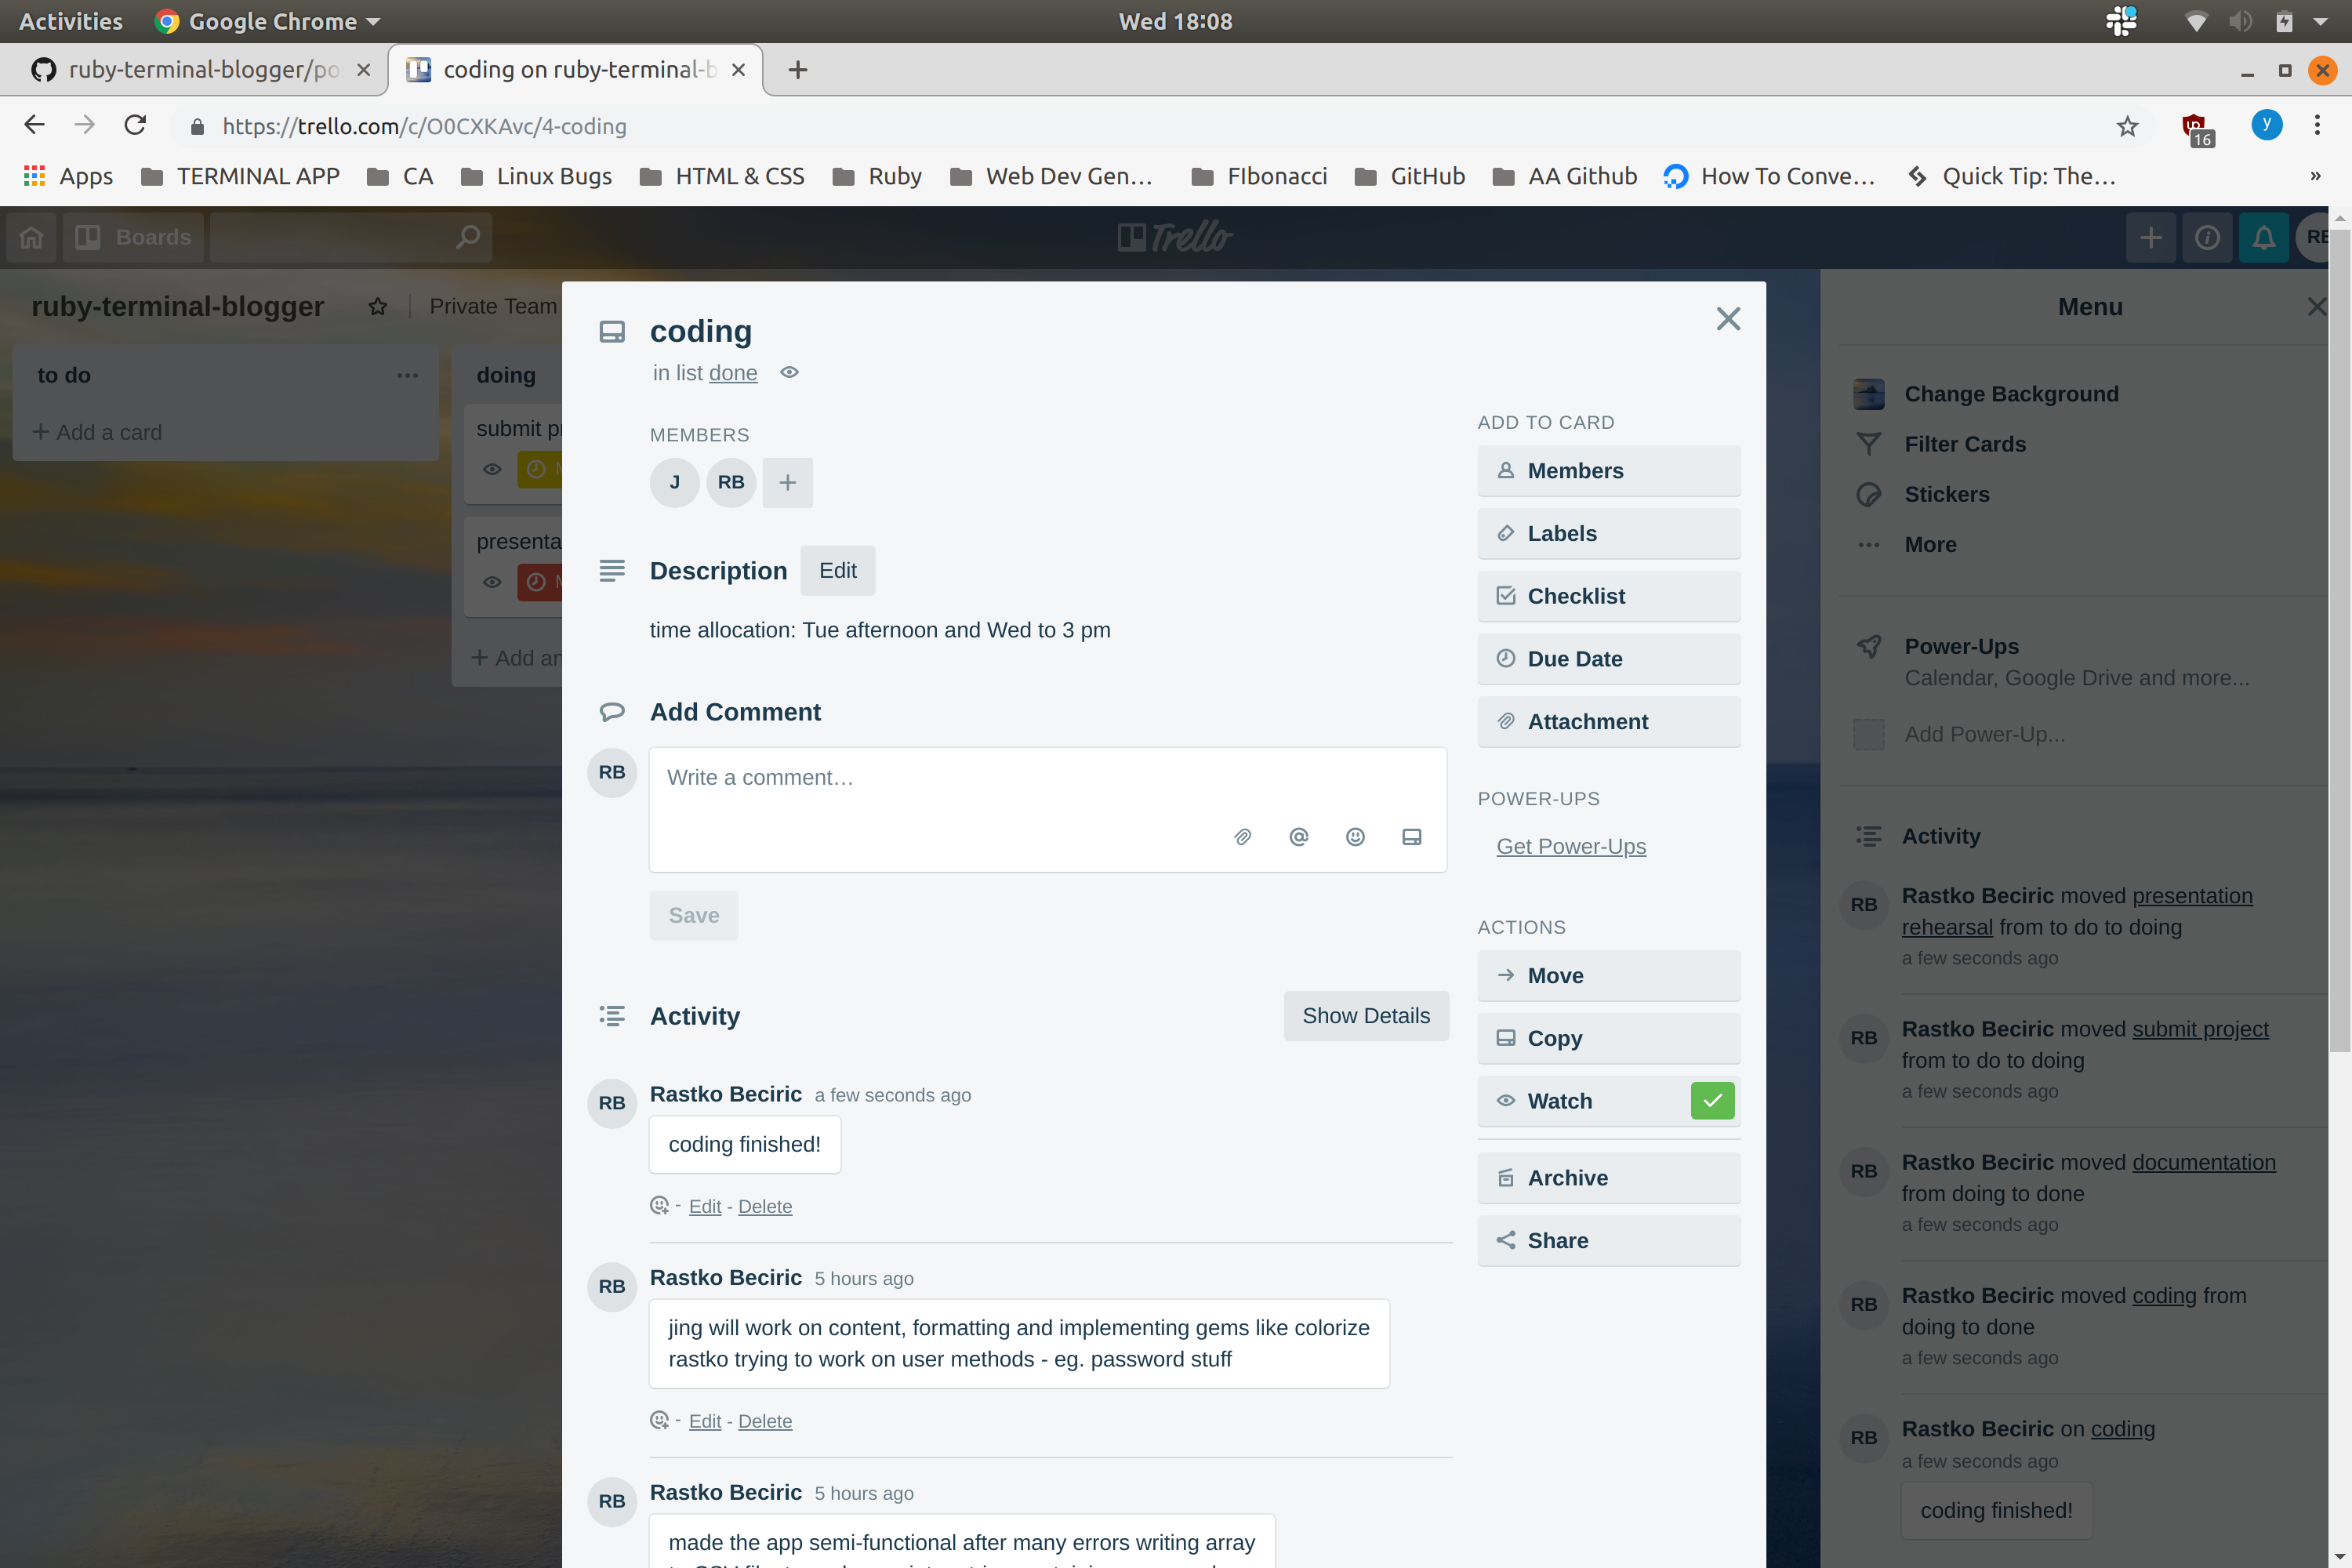 Activities
Google Chrome
Wed 18:08
ruby-terminal-blogger/po
coding on ruby-terminal-b
https://trello.com/c/O0CXKAvc/4-coding
16
y
Apps
TERMINAL APP
CA
Linux Bugs
HTML & CSS
Ruby
Web Dev Gen…
FIbonacci
GitHub
AA Github
How To Conve…
Quick Tip: The…
»
Boards
Trello
RB
ruby-terminal-blogger
Private Team
to do
Add a card
doing
submit
presenta
Add
coding
in list done
MEMBERS
J
RB
Description
Edit
time allocation: Tue afternoon and Wed to 3 pm
Add Comment
RB
Write a comment…
Save
Activity
Show Details
RB
Rastko Beciric a few seconds ago
coding finished!
- Edit - Delete
RB
Rastko Beciric 5 hours ago
jing will work on content, formatting and implementing gems like colorize
rastko trying to work on user methods - eg. password stuff
- Edit - Delete
RB
Rastko Beciric 5 hours ago
made the app semi-functional after many errors writing array
ADD TO CARD
Members
Labels
Checklist
Due Date
Attachment
POWER-UPS
Get Power-Ups
ACTIONS
Move
Copy
Watch
Archive
Share
Menu
Change Background
Filter Cards
Stickers
More
Power-Ups
Calendar, Google Drive and more...
Add Power-Up...
Activity
RB
Rastko Beciric moved presentation
rehearsal from to do to doing
a few seconds ago
RB
Rastko Beciric moved submit project
from to do to doing
a few seconds ago
RB
Rastko Beciric moved documentation
from doing to done
a few seconds ago
RB
Rastko Beciric moved coding from
doing to done
a few seconds ago
RB
Rastko Beciric on coding
a few seconds ago
coding finished!